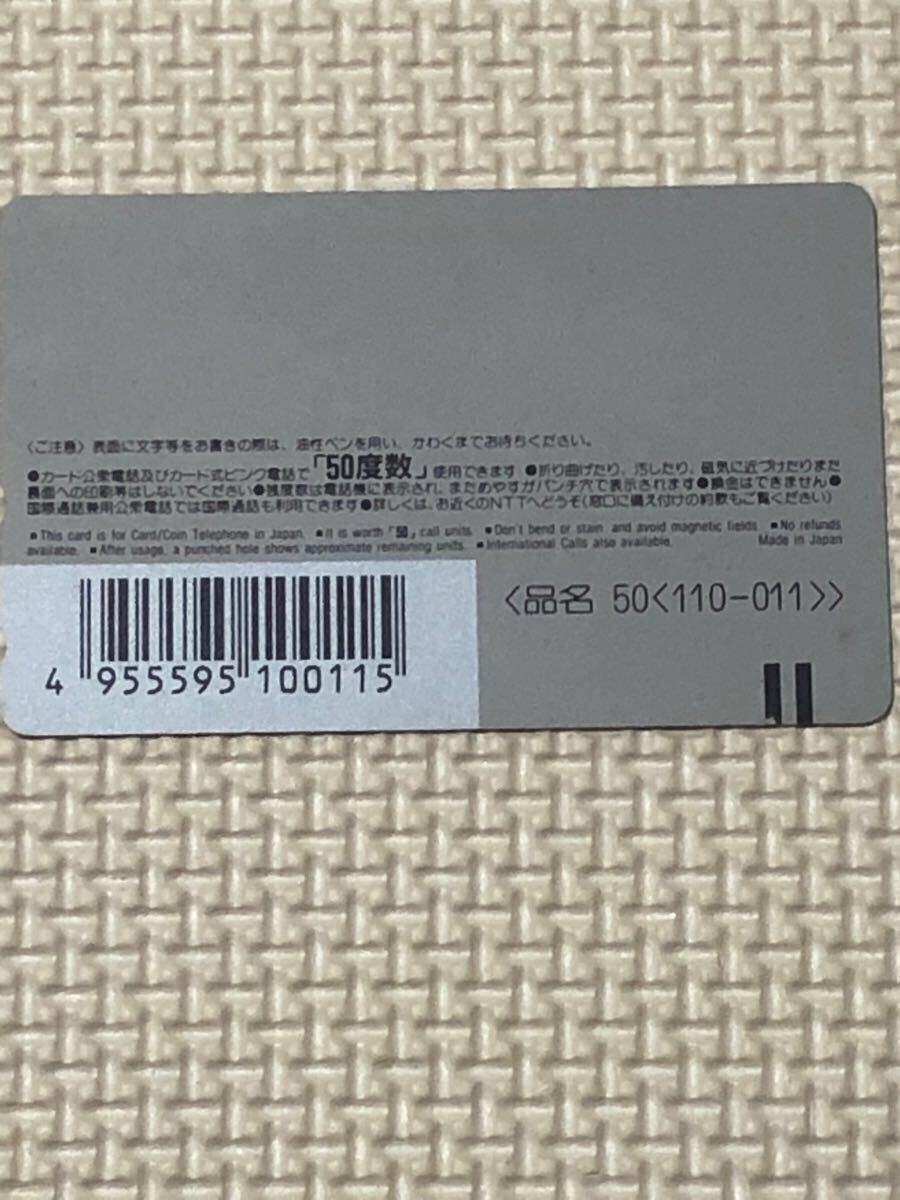 〈ご注意〉表面に文字等をお書きの際は、油性ペンを用い、かわくまでお待ちください。
●カード公衆電話及びカード式ピンク電話で「50度数」使用できます ●折り曲げたり、汚したり、磁気に近づけたりまた
裏面への印刷等はしないでください●残度数は電話機に表示され、まためやすがパンチ穴で表示されます●換金はできません●
国際通話兼用公衆電話では国際通話も利用できます●詳しくは、お近くのNTTへどうぞ(窓口に備え付けの約款もご覧ください)
■This card is for Card/Coin Telephone in Japan. ■It is worth「50」call units. ■Don't bend or stain and avoid magnetic fields. ■No refunds
available. ■After usage, a punched hole shows approximate remaining units. ■International Calls also available. Made in Japan
〈品名 50〈110-011〉〉
4 955595 100115